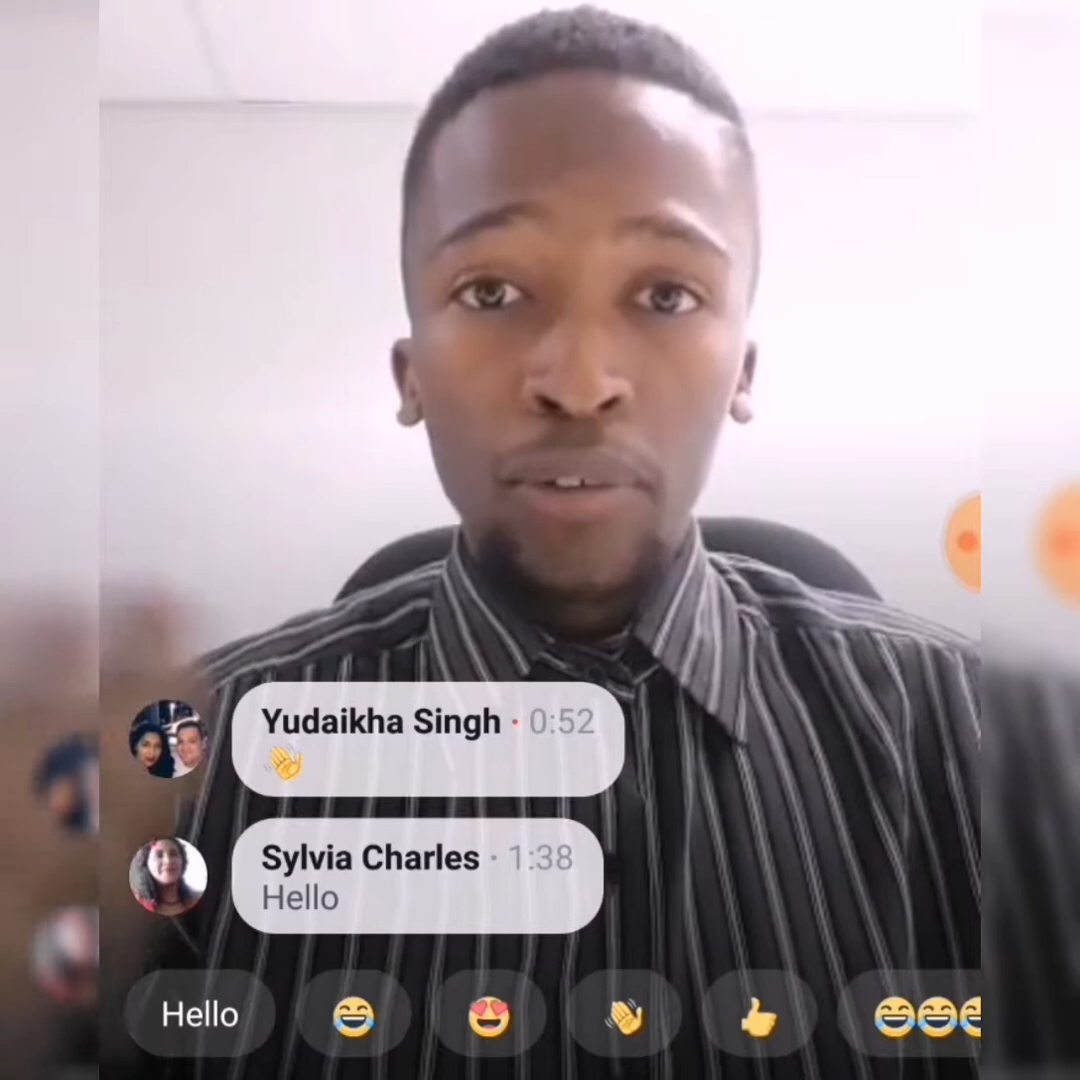 Yudaikha Singh · 0:52
👋
Sylvia Charles · 1:38
Hello
Hello 😂 😍 👋 👍 😂😂😂